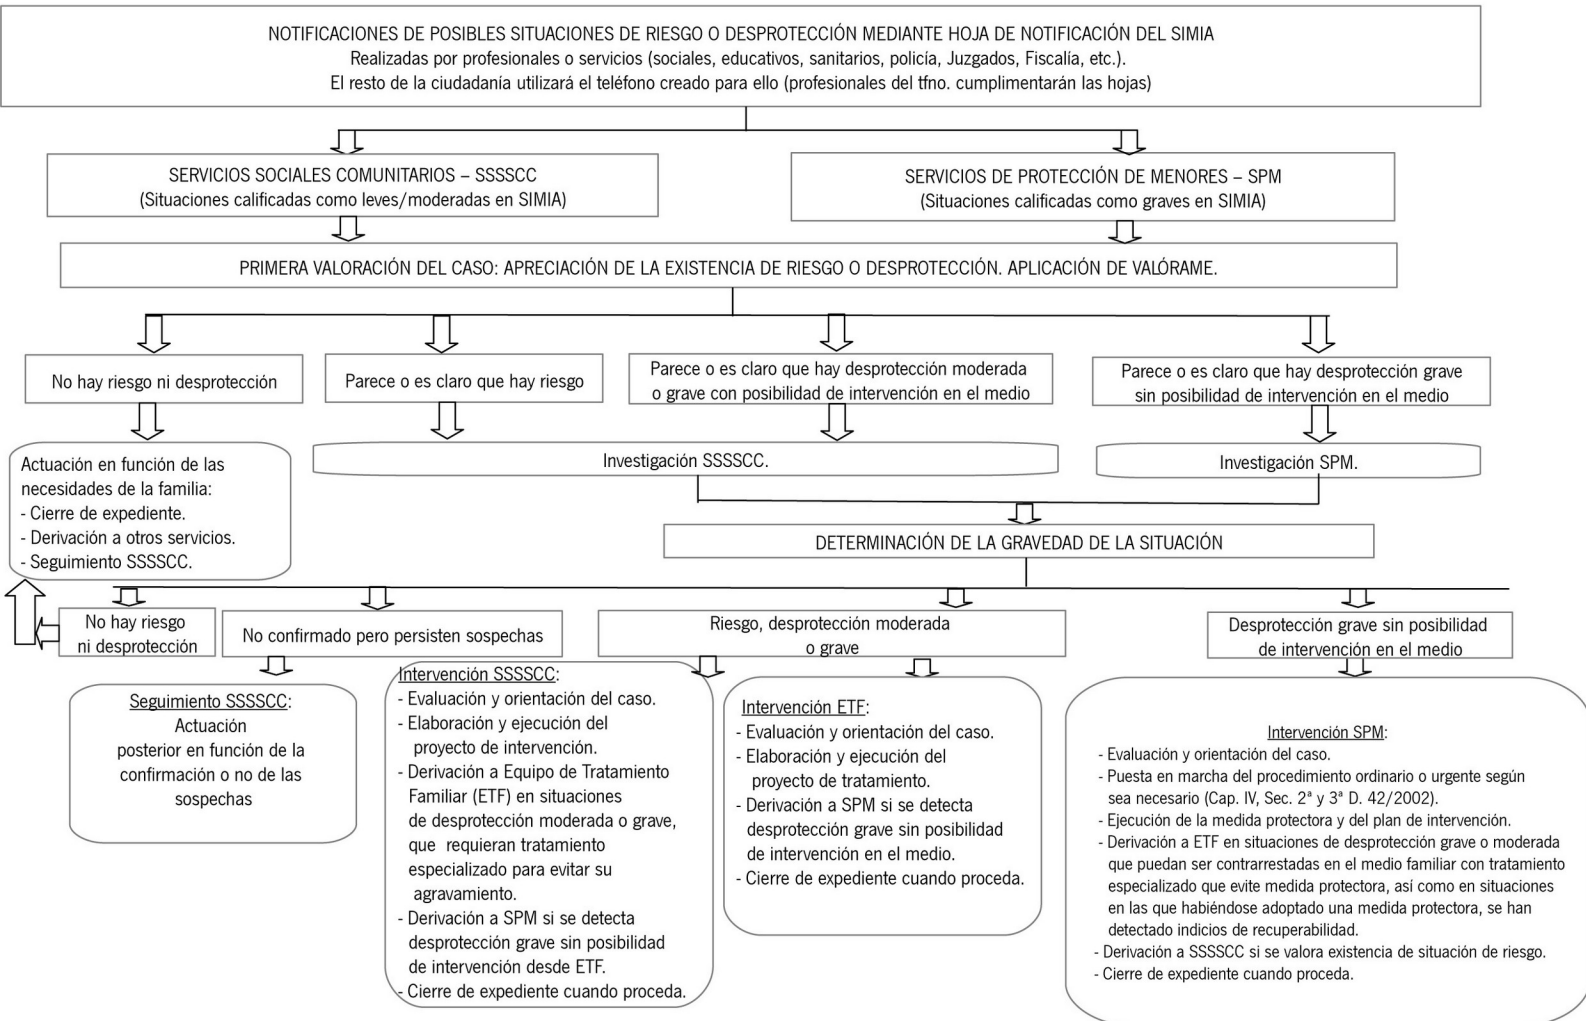 NOTIFICACIONES DE POSIBLES SITUACIONES DE RIESGO O DESPROTECCIÓN MEDIANTE HOJA DE NOTIFICACIÓN DEL SIMIA
Realizadas por profesionales o servicios (sociales, educativos, sanitarios, policía, Juzgados, Fiscalía, etc.).
El resto de la ciudadanía utilizará el teléfono creado para ello (profesionales del tfno. cumplimentarán las hojas)
SERVICIOS SOCIALES COMUNITARIOS – SSSSCC
(Situaciones calificadas como leves/moderadas en SIMIA)
SERVICIOS DE PROTECCIÓN DE MENORES – SPM
(Situaciones calificadas como graves en SIMIA)
PRIMERA VALORACIÓN DEL CASO: APRECIACIÓN DE LA EXISTENCIA DE RIESGO O DESPROTECCIÓN. APLICACIÓN DE VALÓRAME.
No hay riesgo ni desprotección
Parece o es claro que hay riesgo
Parece o es claro que hay desprotección moderada
o grave con posibilidad de intervención en el medio
Parece o es claro que hay desprotección grave
sin posibilidad de intervención en el medio
Actuación en función de las
necesidades de la familia:
- Cierre de expediente.
- Derivación a otros servicios.
- Seguimiento SSSSCC.
Investigación SSSSCC.
Investigación SPM.
DETERMINACIÓN DE LA GRAVEDAD DE LA SITUACIÓN
No hay riesgo
ni desprotección
No confirmado pero persisten sospechas
Riesgo, desprotección moderada
o grave
Desprotección grave sin posibilidad
de intervención en el medio
Seguimiento SSSSCC:
Actuación
posterior en función de la
confirmación o no de las
sospechas
Intervención SSSSCC:
- Evaluación y orientación del caso.
- Elaboración y ejecución del
proyecto de intervención.
- Derivación a Equipo de Tratamiento
Familiar (ETF) en situaciones
de desprotección moderada o grave,
que requieran tratamiento
especializado para evitar su
agravamiento.
- Derivación a SPM si se detecta
desprotección grave sin posibilidad
de intervención desde ETF.
- Cierre de expediente cuando proceda.
Intervención ETF:
- Evaluación y orientación del caso.
- Elaboración y ejecución del
proyecto de tratamiento.
- Derivación a SPM si se detecta
desprotección grave sin posibilidad
de intervención en el medio.
- Cierre de expediente cuando proceda.
Intervención SPM:
- Evaluación y orientación del caso.
- Puesta en marcha del procedimiento ordinario o urgente según
sea necesario (Cap. IV, Sec. 2ª y 3ª D. 42/2002).
- Ejecución de la medida protectora y del plan de intervención.
- Derivación a ETF en situaciones de desprotección grave o moderada
que puedan ser contrarrestadas en el medio familiar con tratamiento
especializado que evite medida protectora, así como en situaciones
en las que habiéndose adoptado una medida protectora, se han
detectado indicios de recuperabilidad.
- Derivación a SSSSCC si se valora existencia de situación de riesgo.
- Cierre de expediente cuando proceda.